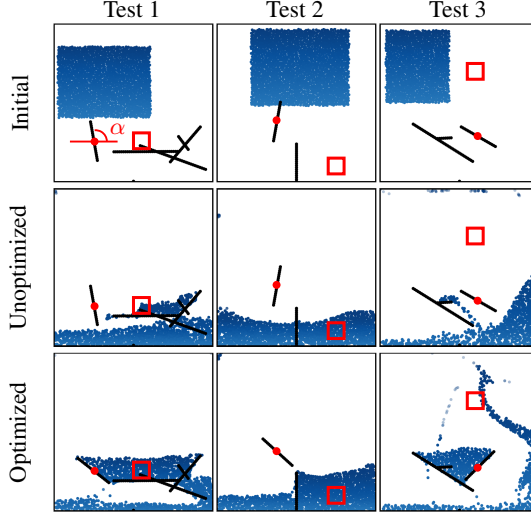 Test 1 Test 2 Test 3
Initial
α
Unoptimized
Optimized